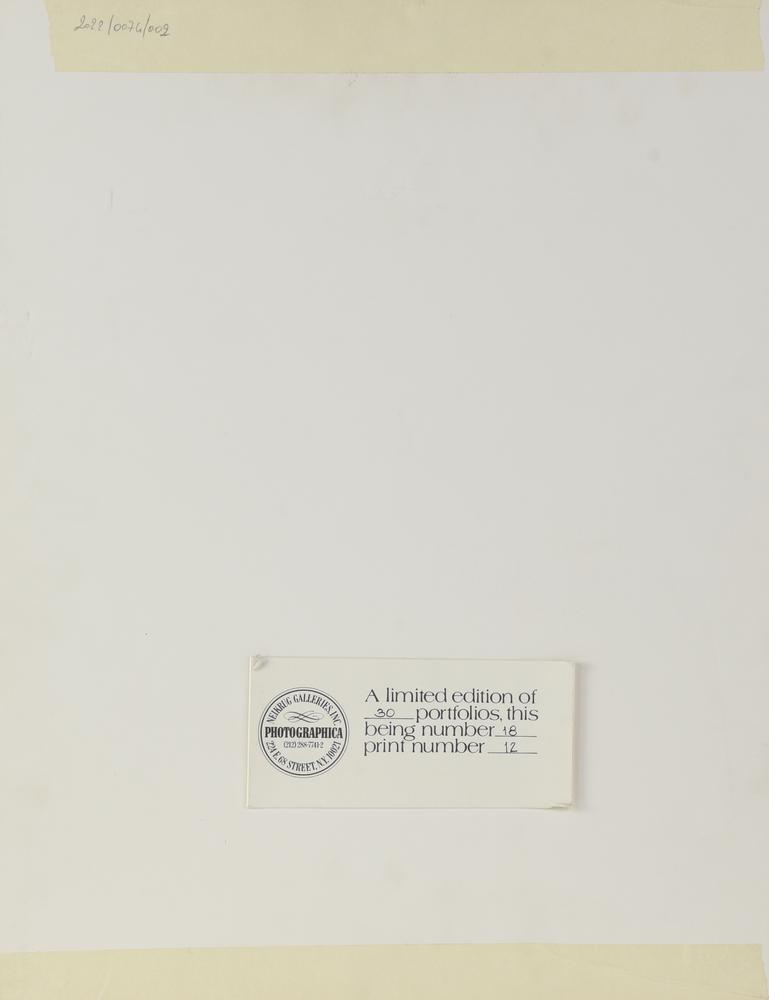 2022/0074/002
NEIKRUG GALLERIES, INC.
PHOTOGRAPHICA
(212) 288-7741-2
224 E. 68 STREET, N.Y. 10021
A limited edition of
30 portfolios, this
being number 18
print number 12